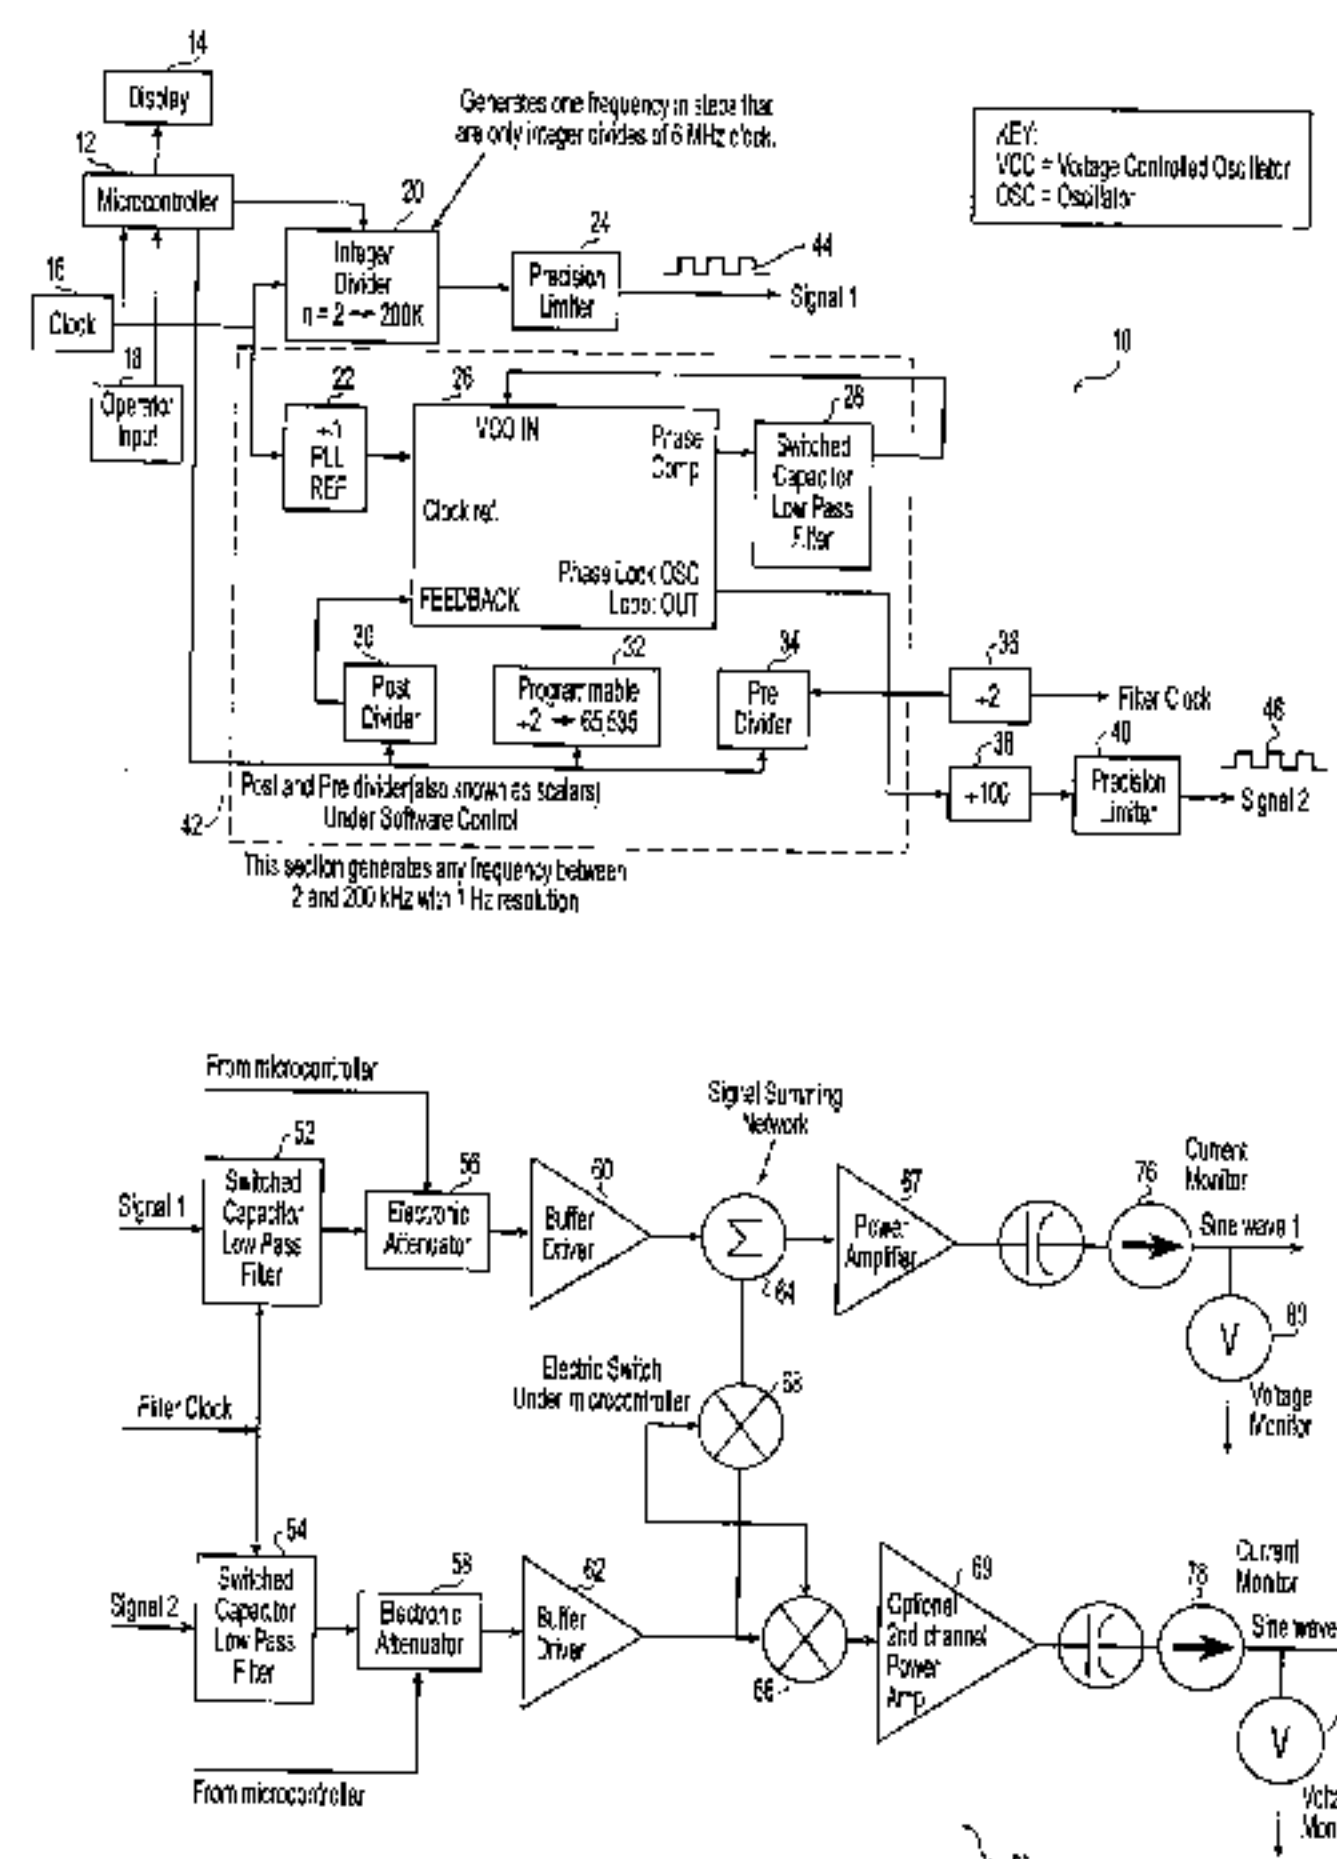 14
Display
12
Microcontroller
16
Clock
18
Operator
Input
Generates one frequency in steps that
are only integer divides of 6 MHz clock.
20
Integer
Divider
n = 2 200K
24
Precision
Limiter
44
Signal 1
KEY:
VCO = Voltage Controlled Oscillator
OSC = Oscillator
10
22
PLL
REF
26
VCO IN
Phase
Comp
Clock ref.
Phase Lock OSC
OUT
FEEDBACK
28
Switched
Capacitor
Low Pass
Filter
30
Post
Divider
32
Programmable
÷2 65,535
34
Pre
Divider
36
÷2
Filter Clock
38
÷100
40
Precision
Limiter
46
Signal 2
Post and Pre divider(also known as scalars)
Under Software Control
42
This section generates any frequency between
2 and 200 kHz with 1 Hz resolution
From microcontroller
52
Signal 1
Switched
Capacitor
Low Pass
Filter
56
Electronic
Attenuator
60
Buffer
Driver
Signal Summing
Network
Σ
64
67
Power
Amplifier
76
Current
Monitor
Sine wave 1
80
V
Voltage
Monitor
Electric Switch
Under microcontroller
68
Filter Clock
54
Signal 2
Switched
Capacitor
Low Pass
Filter
58
Electronic
Attenuator
62
Buffer
Driver
66
69
Optional
2nd channel
Power
Amp
78
Current
Monitor
Sine wave
V
From microcontroller